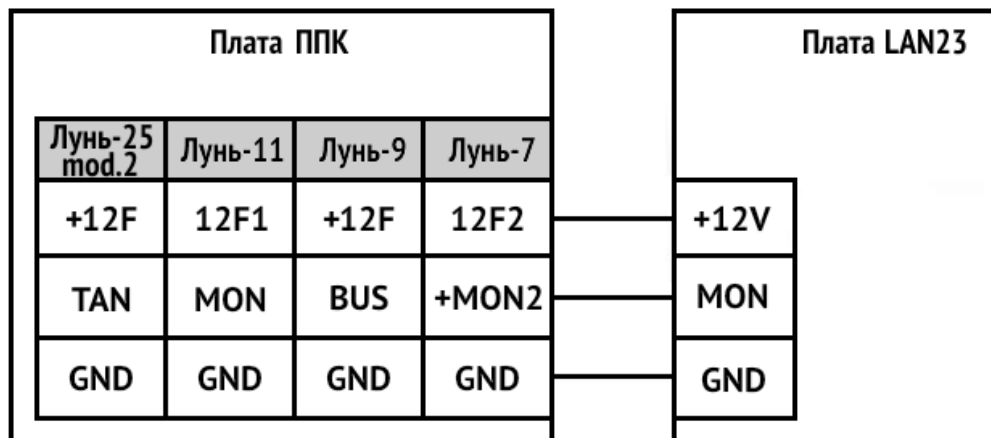 Плата ППК
Плата LAN23
Лунь-25 mod.2 Лунь-11 Лунь-9 Лунь-7
+12F 12F1 +12F 12F2 +12V
TAN MON BUS +MON2 MON
GND GND GND GND GND